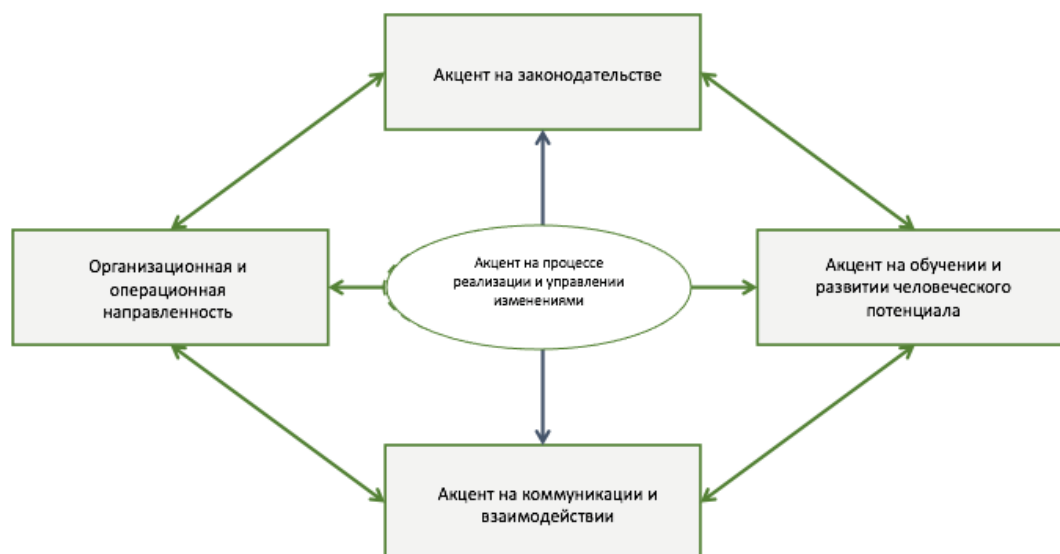 Акцент на законодательстве
Организационная и
операционная
направленность
Акцент на процессе
реализации и управлении
изменениями
Акцент на обучении и
развитии человеческого
потенциала
Акцент на коммуникации и
взаимодействии